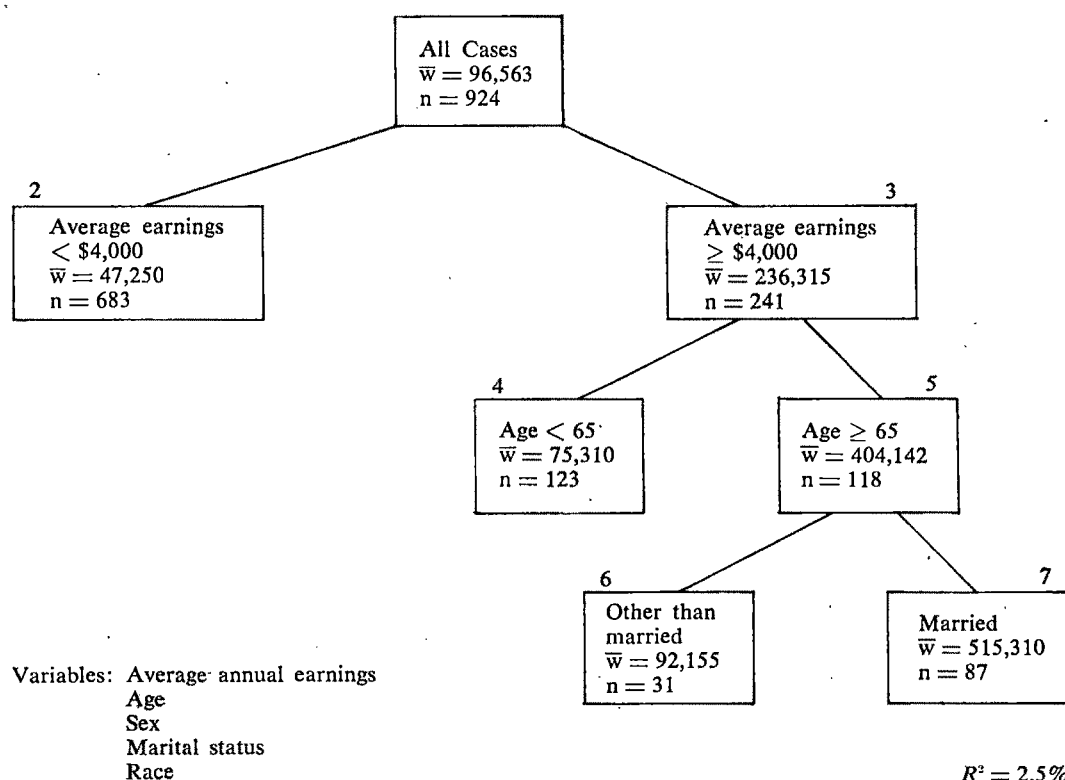 All Cases
w̅ = 96,563
n = 924
2
Average earnings
< $4,000
w̅ = 47,250
n = 683
3
Average earnings
≥ $4,000
w̅ = 236,315
n = 241
4
Age < 65
w̅ = 75,310
n = 123
5
Age ≥ 65
w̅ = 404,142
n = 118
6
Other than
married
w̅ = 92,155
n = 31
7
Married
w̅ = 515,310
n = 87
Variables: Average annual earnings
Age
Sex
Marital status
Race
R² = 2.5%